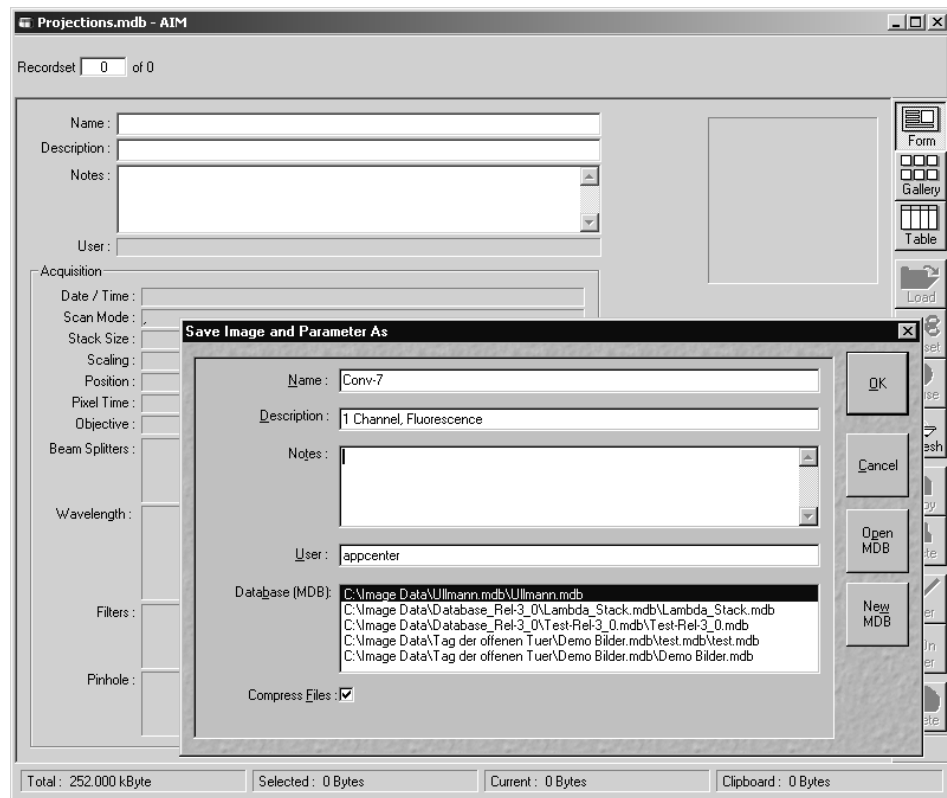 Projections.mdb - AIM
Recordset 0 of 0
Name :
Description :
Notes :
User :
Acquisition
Date / Time :
Scan Mode : ,
Stack Size :
Scaling :
Position :
Pixel Time :
Objective :
Beam Splitters :
Wavelength :
Filters :
Pinhole :
Form
Gallery
Table
Load
Save Image and Parameter As
Name : Conv-7
Description : 1 Channel, Fluorescence
Notes :
User : appcenter
Database (MDB):
C:\Image Data\Ullmann.mdb\Ullmann.mdb
C:\Image Data\Database_Rel-3_0\Lambda_Stack.mdb\Lambda_Stack.mdb
C:\Image Data\Database_Rel-3_0\Test-Rel-3_0.mdb\Test-Rel-3_0.mdb
C:\Image Data\Tag der offenen Tuer\Demo Bilder.mdb\test.mdb\test.mdb
C:\Image Data\Tag der offenen Tuer\Demo Bilder.mdb\Demo Bilder.mdb
Compress Files :
OK
Cancel
Open
MDB
New
MDB
Total : 252.000 kByte
Selected : 0 Bytes
Current : 0 Bytes
Clipboard : 0 Bytes